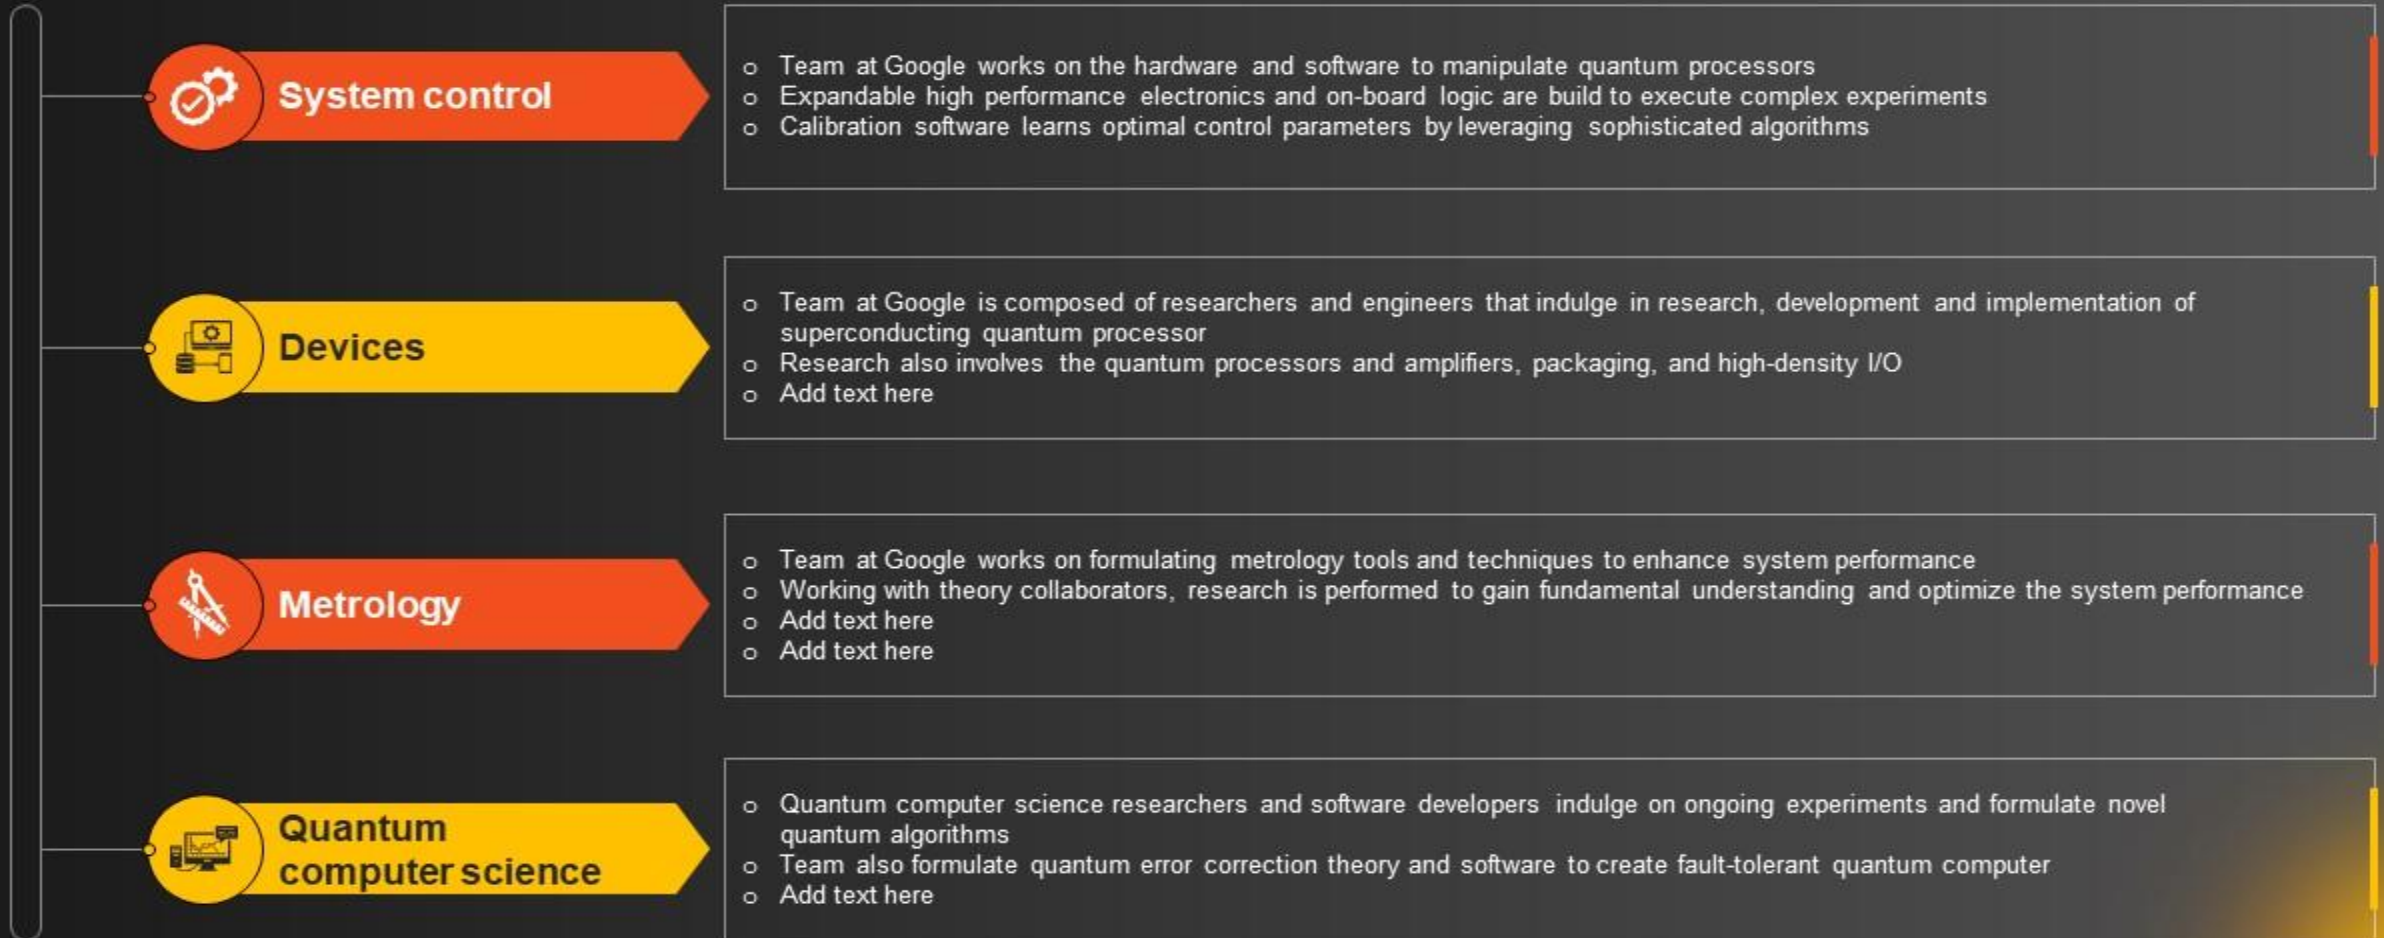 System control
o Team at Google works on the hardware and software to manipulate quantum processors
o Expandable high performance electronics and on-board logic are build to execute complex experiments
o Calibration software learns optimal control parameters by leveraging sophisticated algorithms
Devices
o Team at Google is composed of researchers and engineers that indulge in research, development and implementation of
superconducting quantum processor
o Research also involves the quantum processors and amplifiers, packaging, and high-density I/O
o Add text here
Metrology
o Team at Google works on formulating metrology tools and techniques to enhance system performance
o Working with theory collaborators, research is performed to gain fundamental understanding and optimize the system performance
o Add text here
o Add text here
Quantum
computer science
o Quantum computer science researchers and software developers indulge on ongoing experiments and formulate novel
quantum algorithms
o Team also formulate quantum error correction theory and software to create fault-tolerant quantum computer
o Add text here